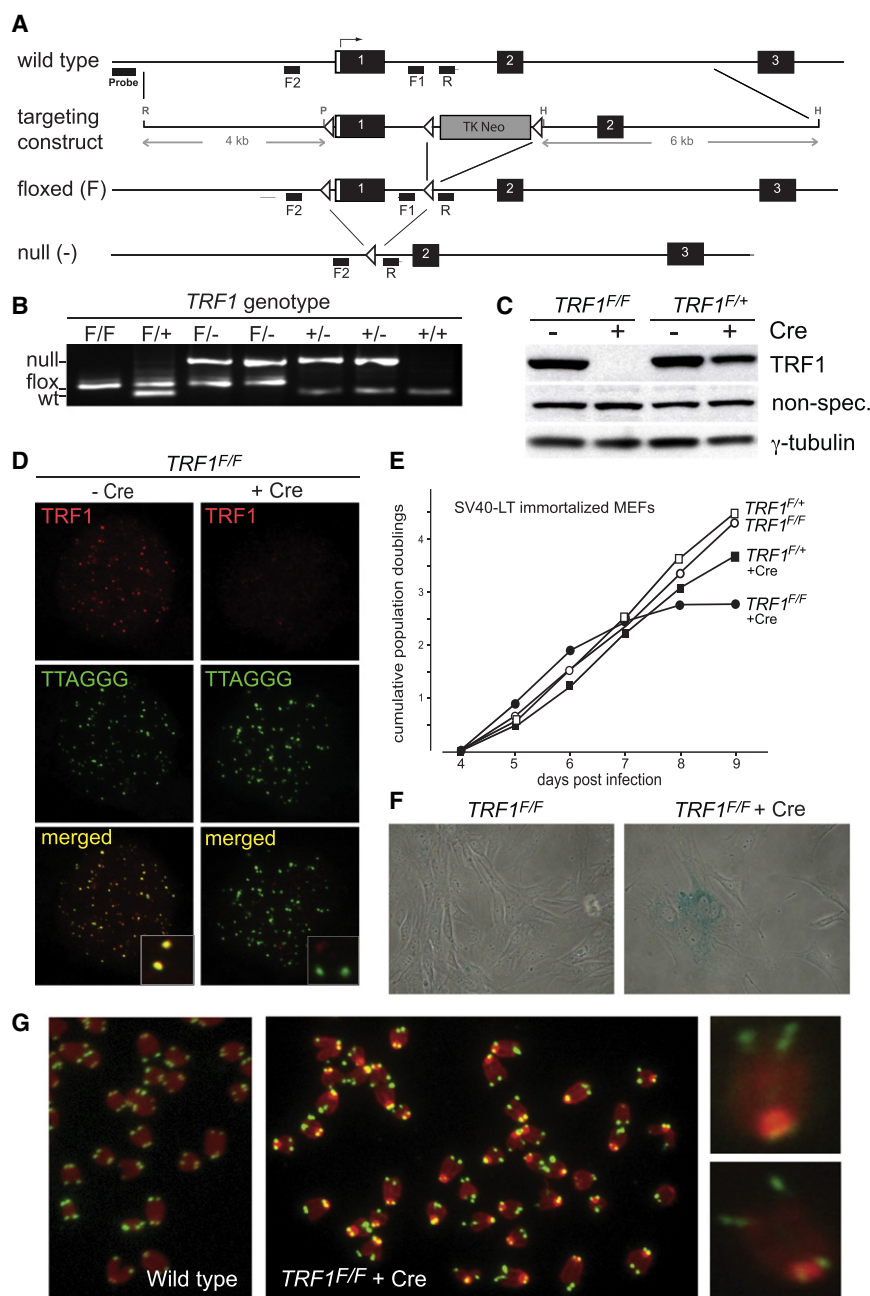 A
wild type
1
2
3
Probe
F2
F1
R
R
P
H
H
targeting
construct
1
TK Neo
2
4 kb
6 kb
floxed (F)
1
2
3
F2
F1
R
null (-)
2
3
F2
R
B
TRF1 genotype
F/F F/+ F/- F/- +/- +/- +/+
null
flox
wt
C
TRF1F/F TRF1F/+
- + - + Cre
TRF1
non-spec.
γ-tubulin
D
TRF1F/F
- Cre + Cre
TRF1 TRF1
TTAGGG TTAGGG
merged merged
E
SV40-LT immortalized MEFs
cumulative population doublings
4
3
2
1
4 5 6 7 8 9
days post infection
TRF1F/+
TRF1F/F
TRF1F/+
+Cre
TRF1F/F
+Cre
F
TRF1F/F TRF1F/F + Cre
G
Wild type
TRF1F/F + Cre